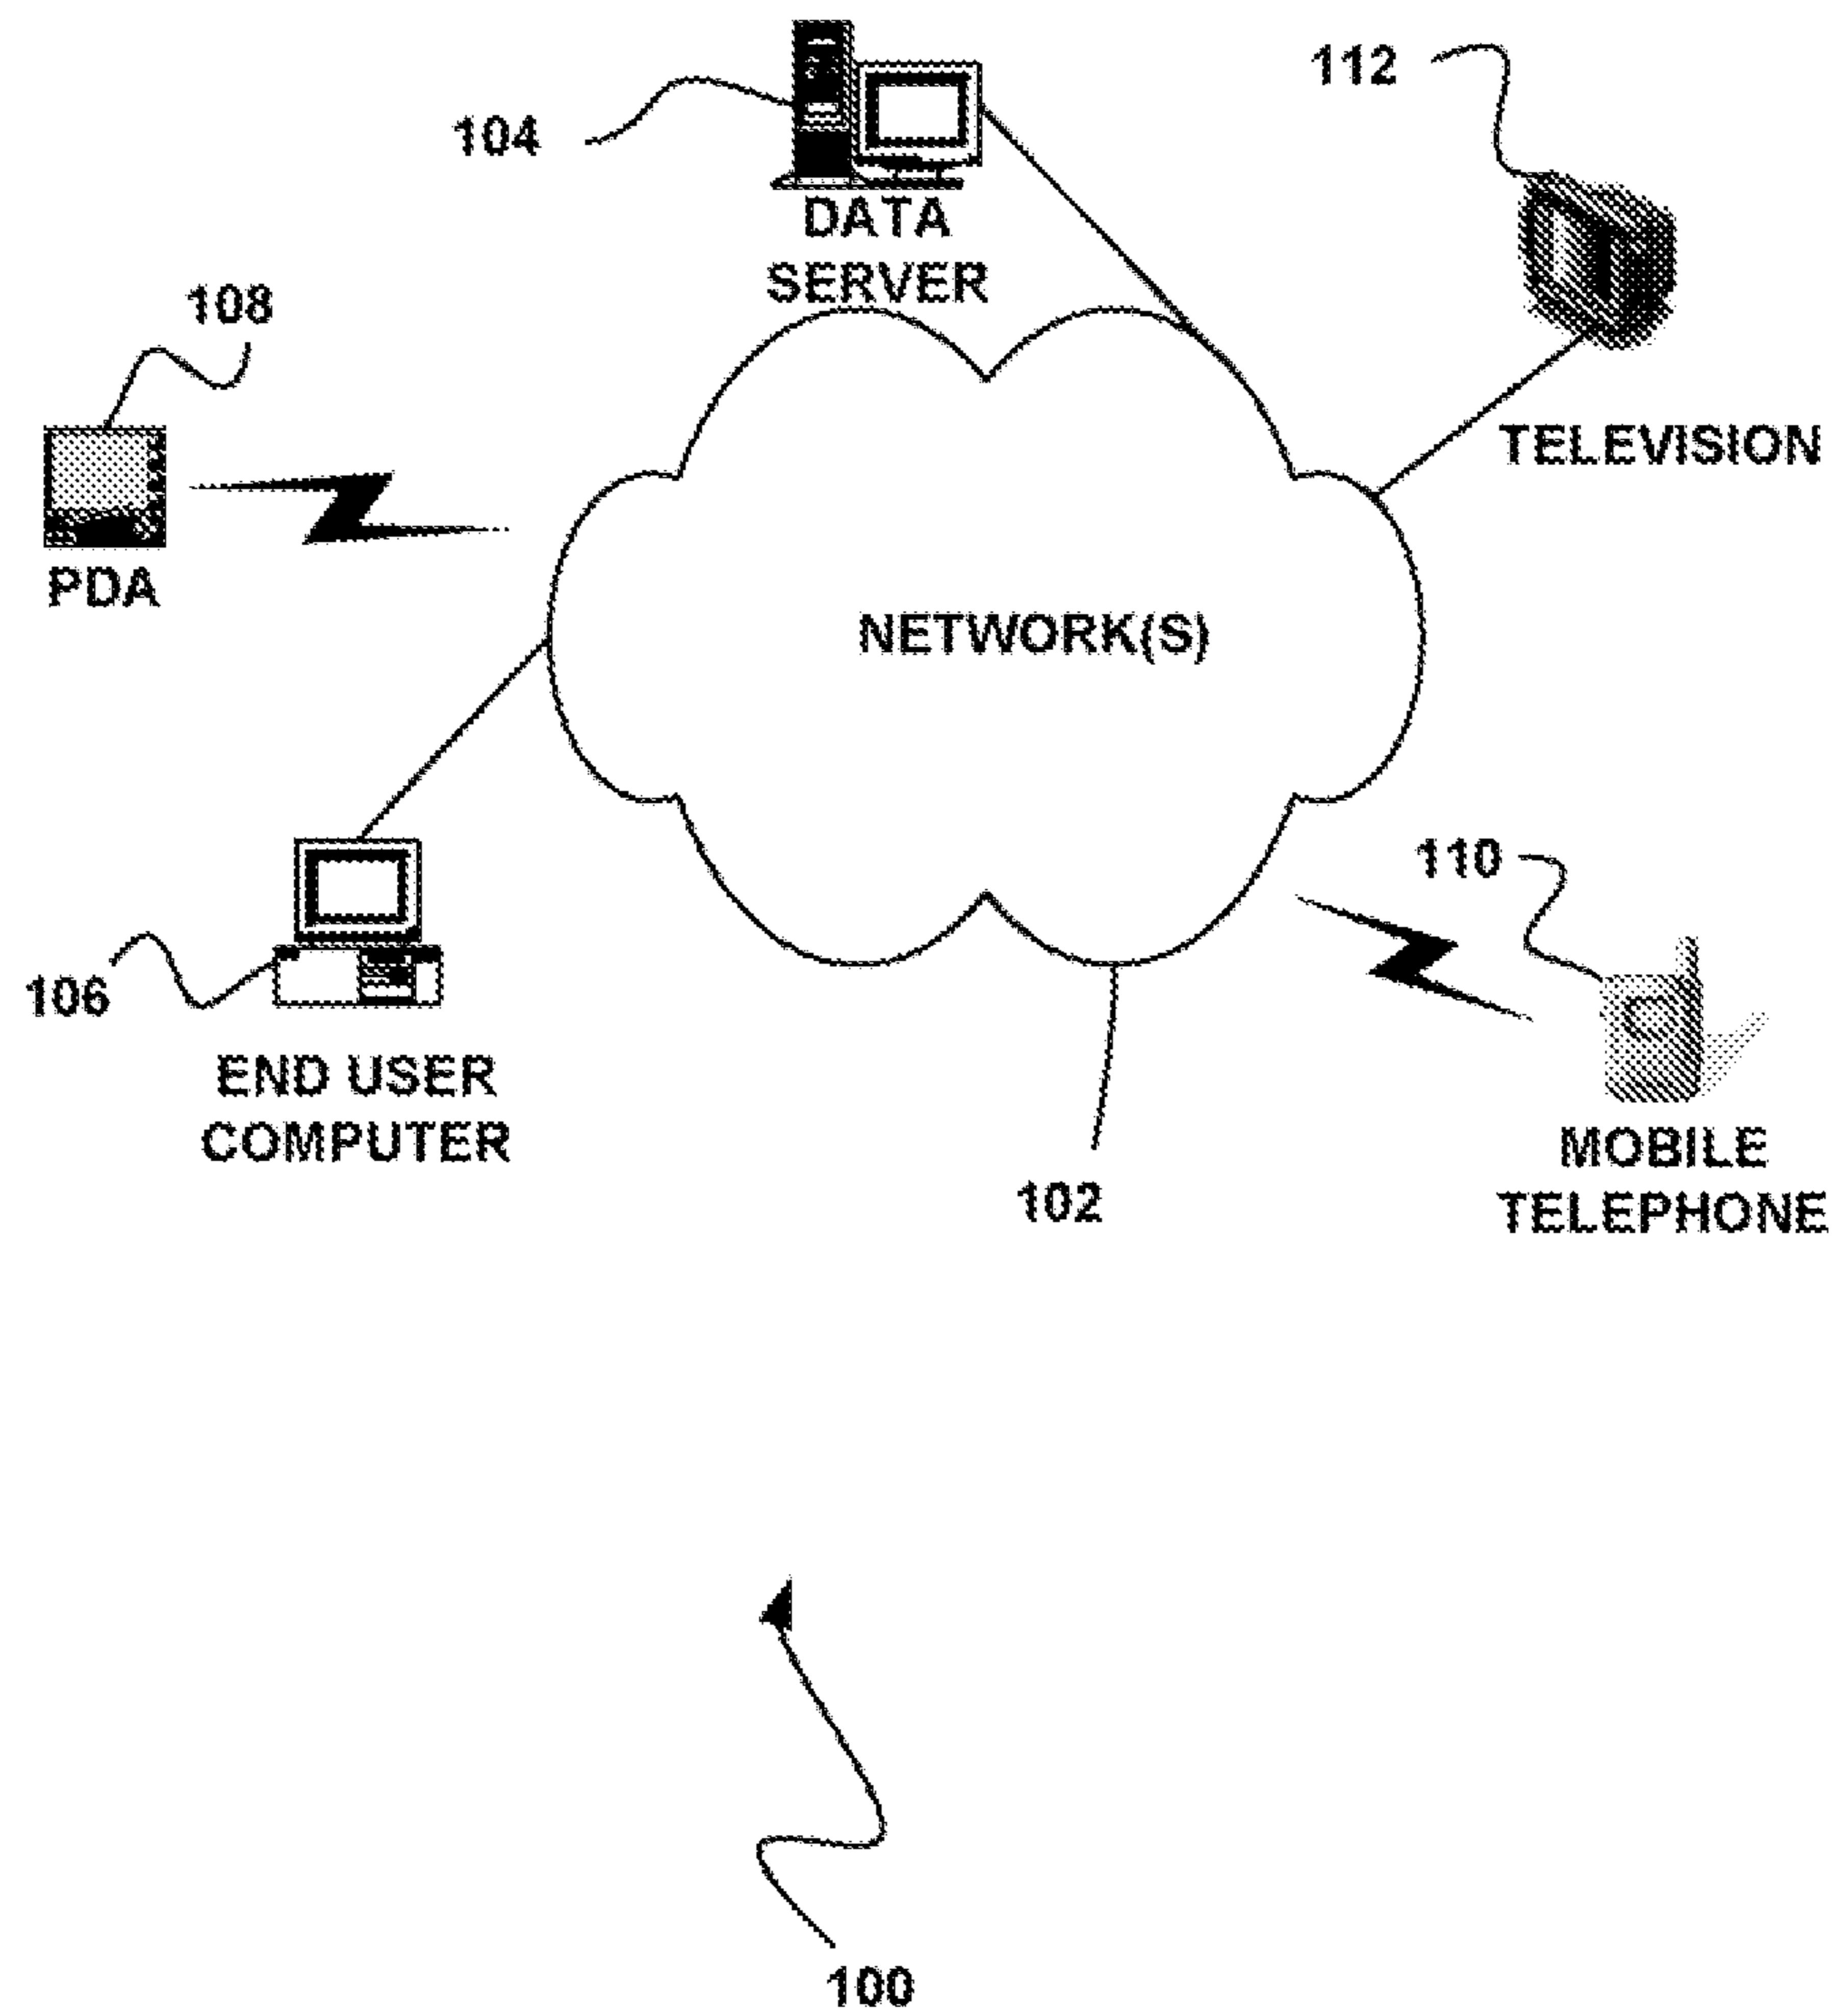 112
104
DATA
SERVER
108
TELEVISION
PDA
NETWORK(S)
110
106
END USER
COMPUTER
MOBILE
TELEPHONE
102
100